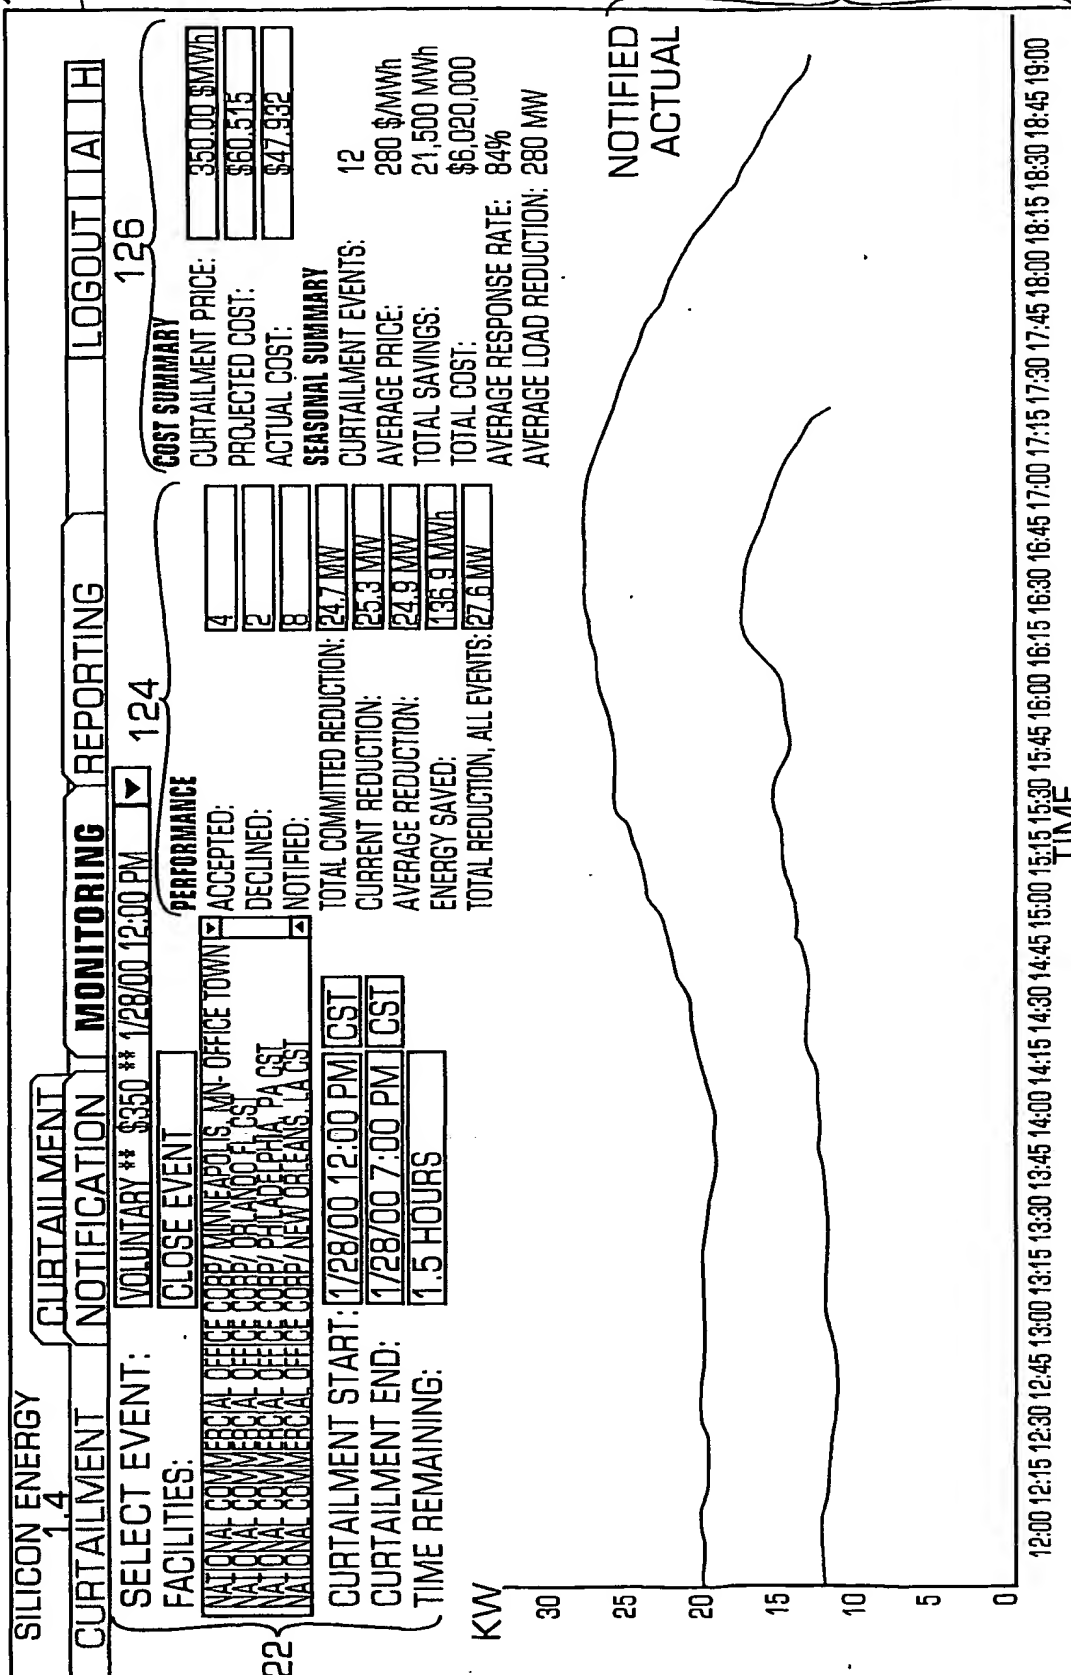 SILICON ENERGY
1.4
CURTAILMENT
CURTAILMENT
NOTIFICATION
MONITORING
REPORTING
LOGOUT A H
SELECT EVENT:
VOLUNTARY ** $350 ** 1/28/00 12:00 PM
CLOSE EVENT
FACILITIES:
NATIONAL COMMERCIAL OFFICE CORP/ MINNEAPOLIS, MN- OFFICE TOWN
NATIONAL COMMERCIAL OFFICE CORP/ ORLANDO FL CST
NATIONAL COMMERCIAL OFFICE CORP/ PHILADELPHIA, PA CST
NATIONAL COMMERCIAL OFFICE CORP/ NEW ORLEANS, LA CST
CURTAILMENT START: 1/28/00 12:00 PM CST
CURTAILMENT END: 1/28/00 7:00 PM CST
TIME REMAINING: 1.5 HOURS
22
124
PERFORMANCE
ACCEPTED: 4
DECLINED: 2
NOTIFIED: 8
TOTAL COMMITTED REDUCTION: 24.7 MW
CURRENT REDUCTION: 25.3 MW
AVERAGE REDUCTION: 24.9 MW
ENERGY SAVED: 136.9 MWh
TOTAL REDUCTION, ALL EVENTS: 27.6 MW
126
COST SUMMARY
CURTAILMENT PRICE: 350.00 $MWh
PROJECTED COST: $60.515
ACTUAL COST: $47.932
SEASONAL SUMMARY
CURTAILMENT EVENTS: 12
AVERAGE PRICE: 280 $/MWh
TOTAL SAVINGS: 21,500 MWh
TOTAL COST: $6,020,000
AVERAGE RESPONSE RATE: 84%
AVERAGE LOAD REDUCTION: 280 MW
NOTIFIED
ACTUAL
KW
30
25
20
15
10
5
0
12:00 12:15 12:30 12:45 13:00 13:15 13:30 13:45 14:00 14:15 14:30 14:45 15:00 15:15 15:30 15:45 16:00 16:15 16:30 16:45 17:00 17:15 17:30 17:45 18:00 18:15 18:30 18:45 19:00
TIME